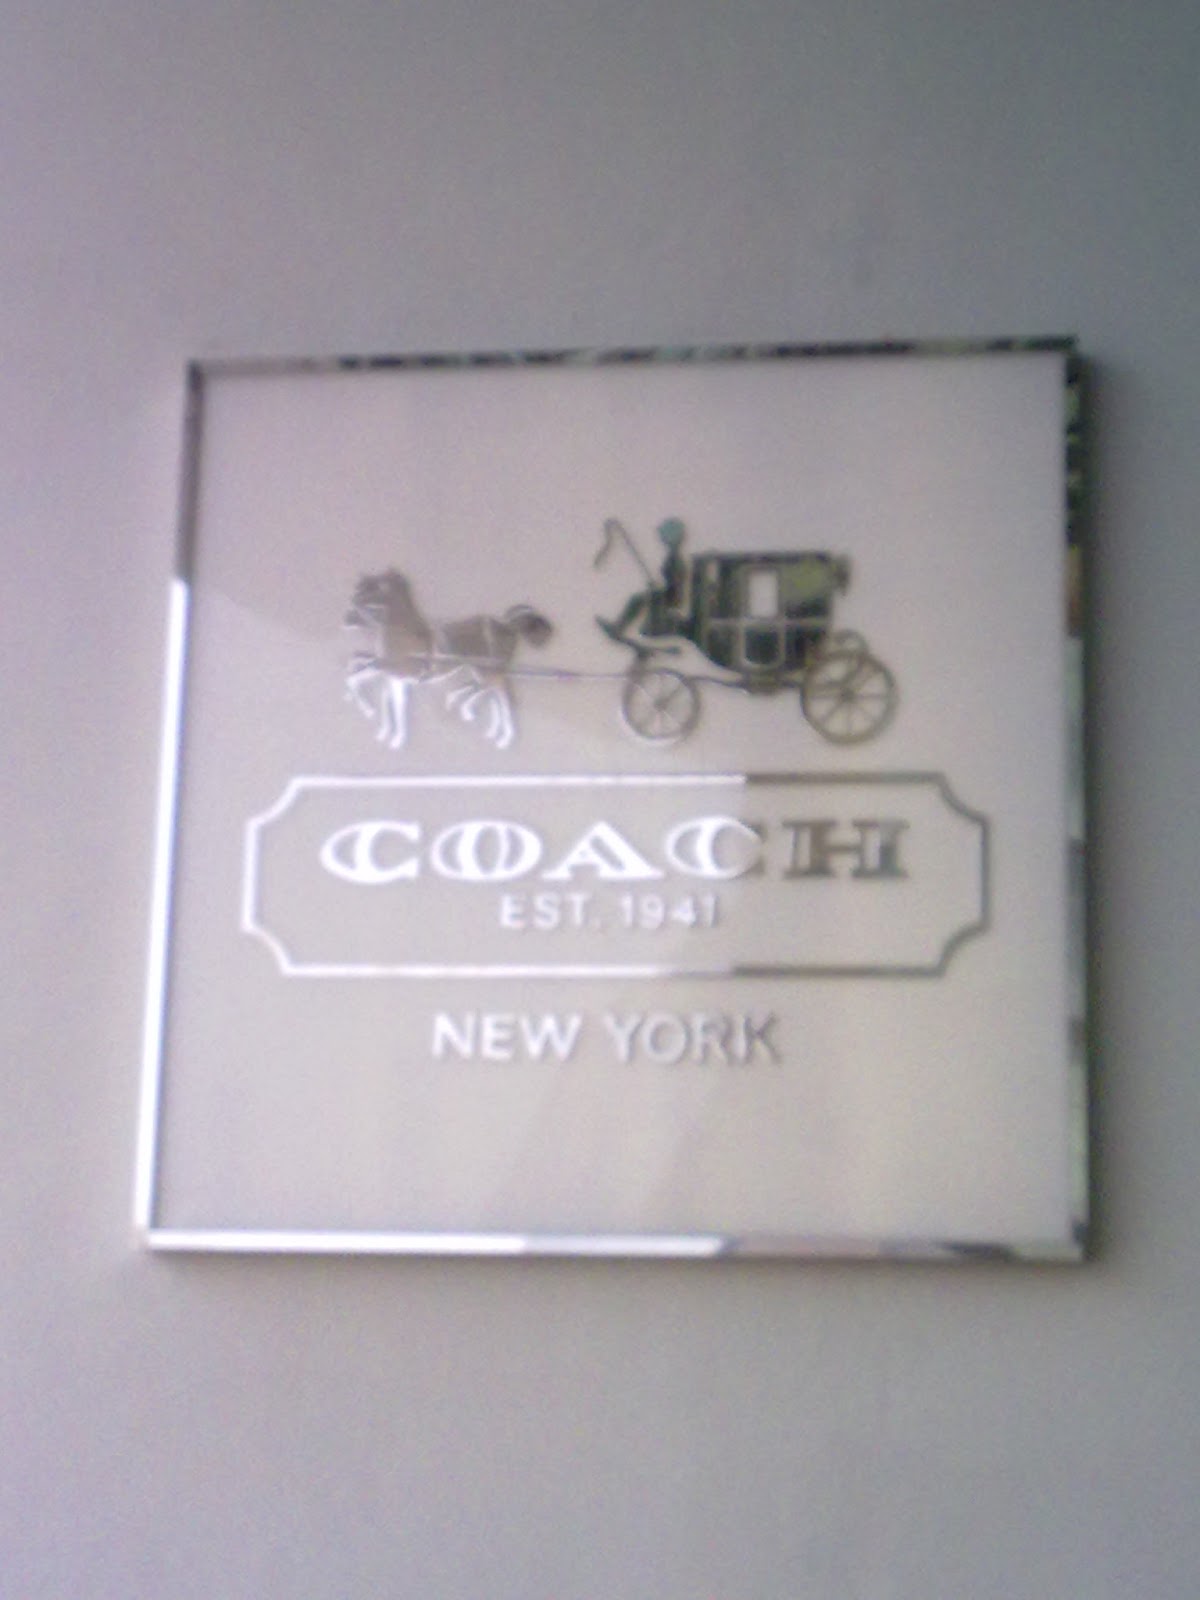 COACH
EST. 1941
NEW YORK